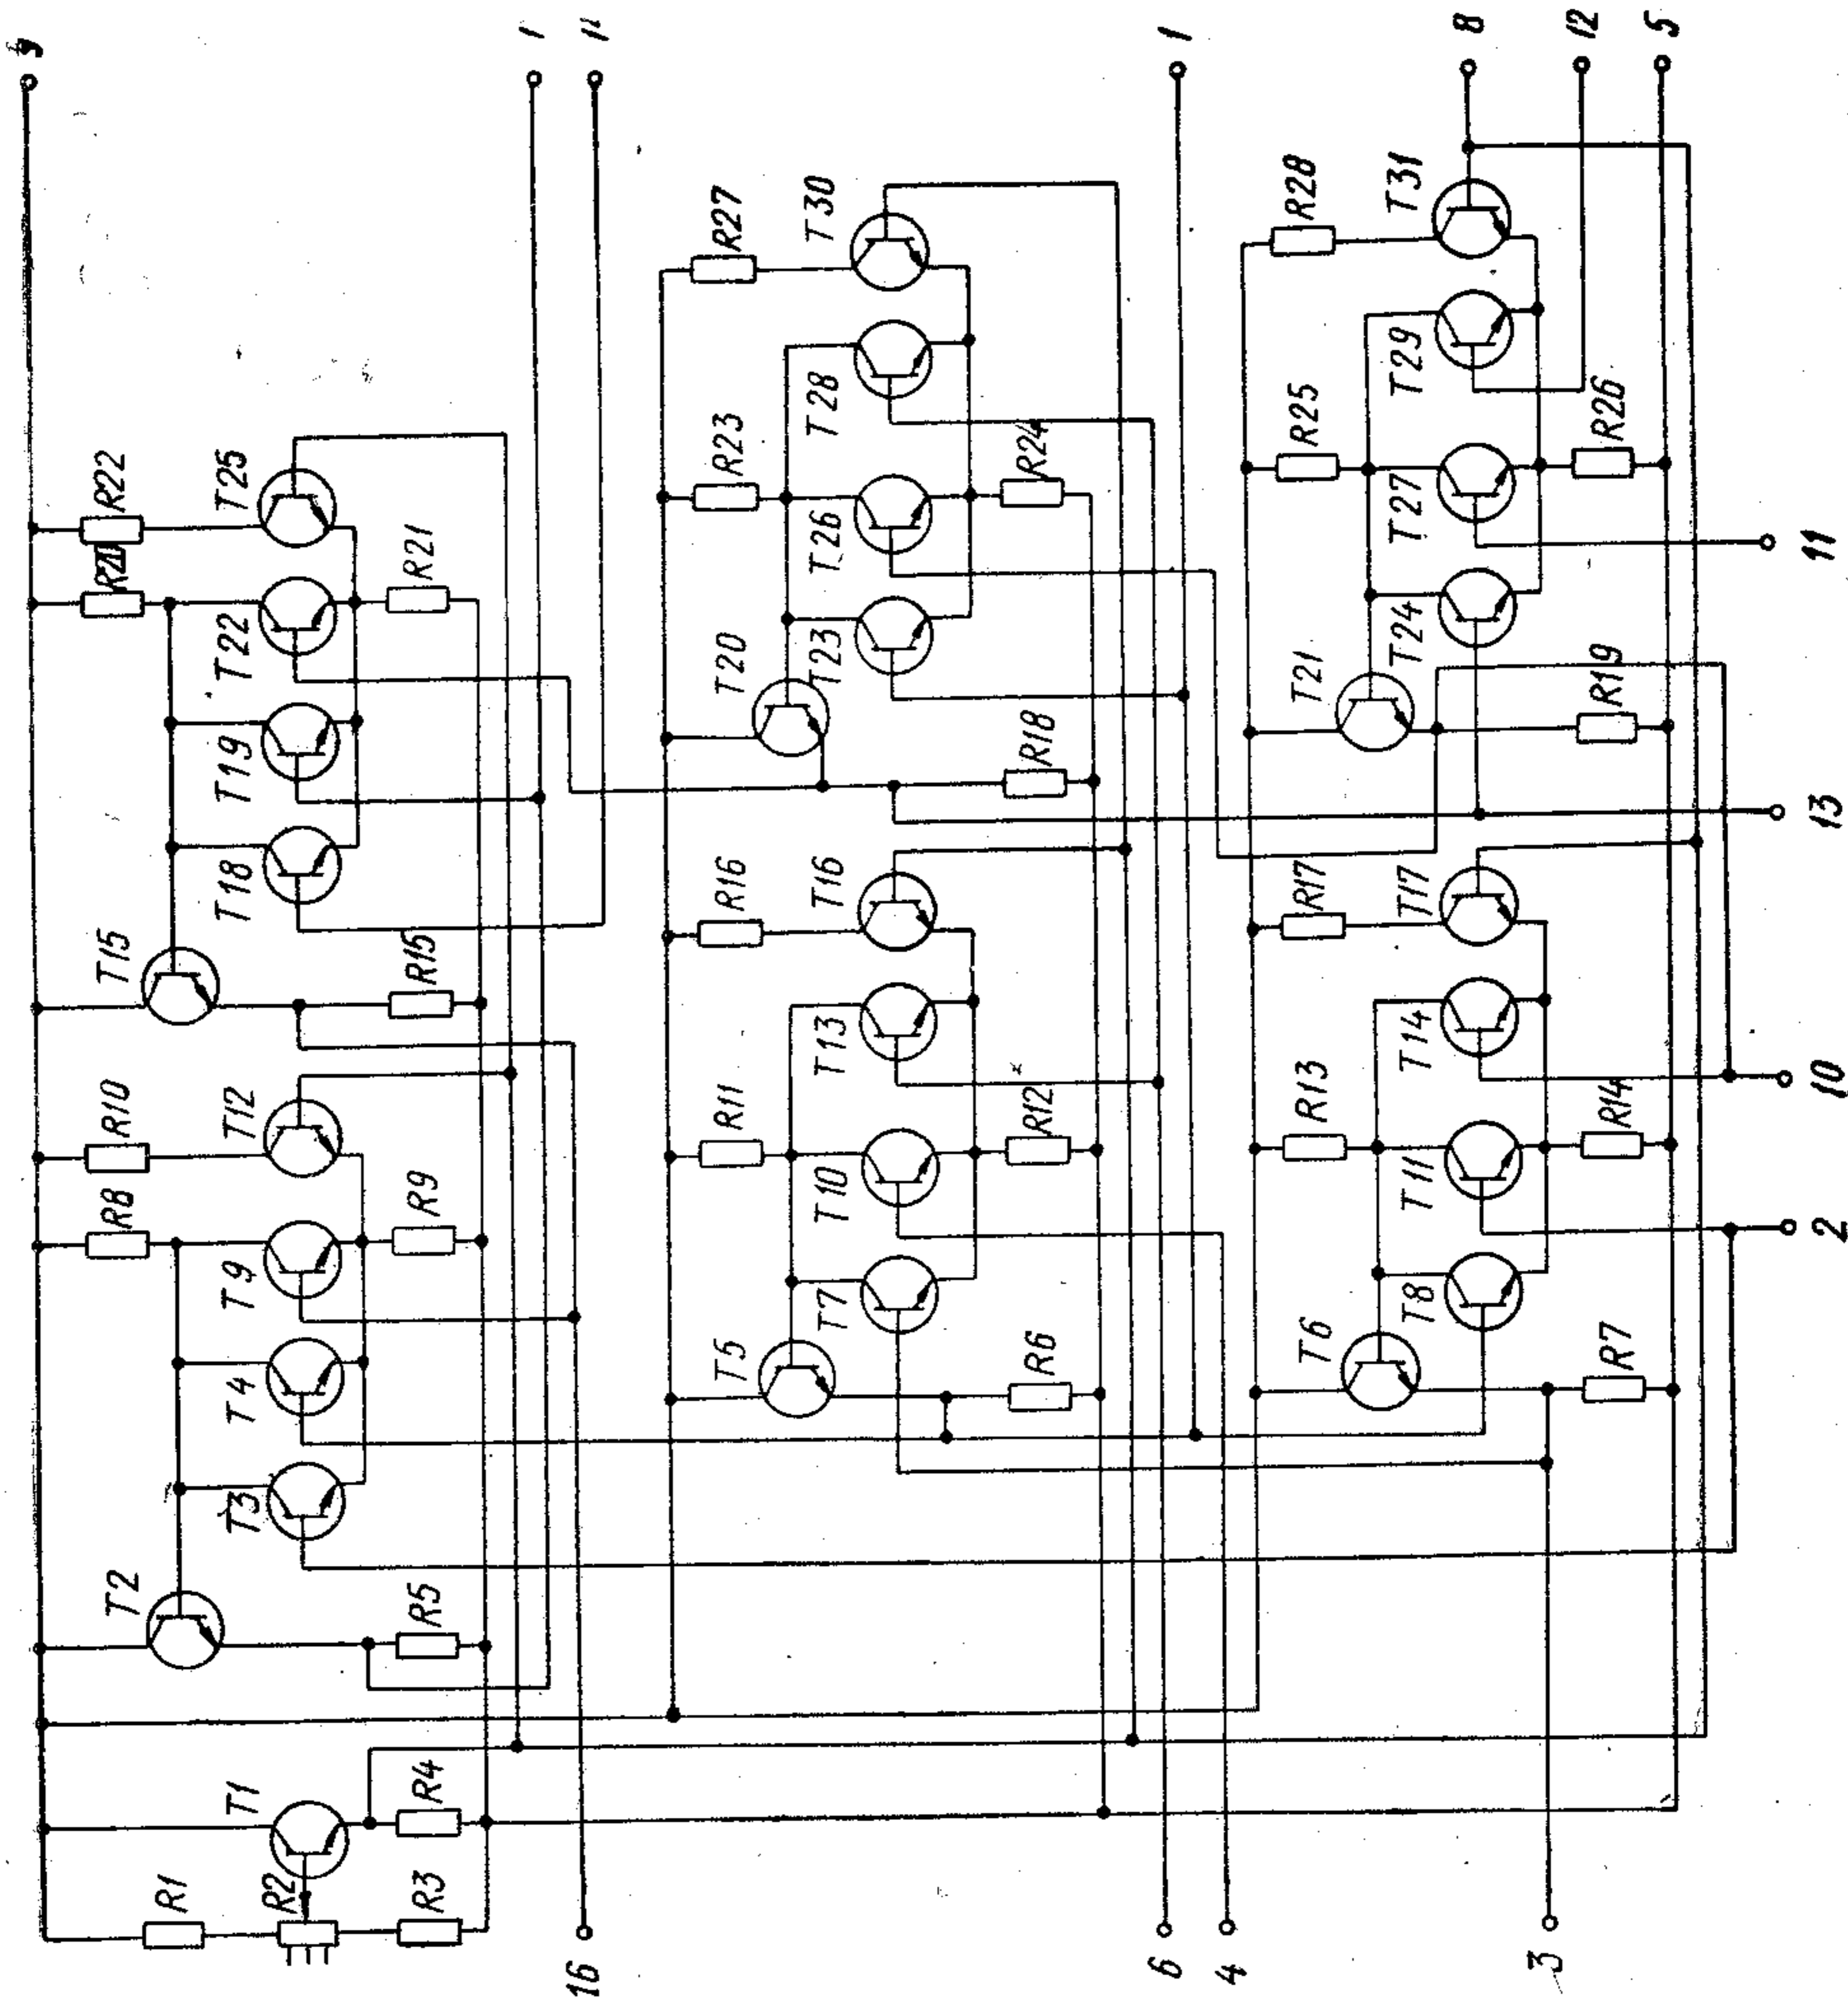 R1 T2 R8 R10 T15 R20 R22
R2 T1 T3 T4 T9 T12 T18 T19 T22 T25
R3 R4 R5 R9 R15 R21
1
16
T5 R11 R16 T20 R23 R27
T7 T10 T13 T16 T23 T26 T28 T30
R6 R12 R18 R24
6 1
4
T6 R13 R17 T21 R25 R28
T8 T11 T14 T17 T24 T27 T29 T31
8
3 R7 R14 R19 R26 12
5
2 10 13 11